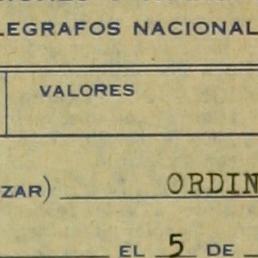 LEGRAFOS NACIONAL
VALORES
ZAR) ORDIN
EL 5 DE